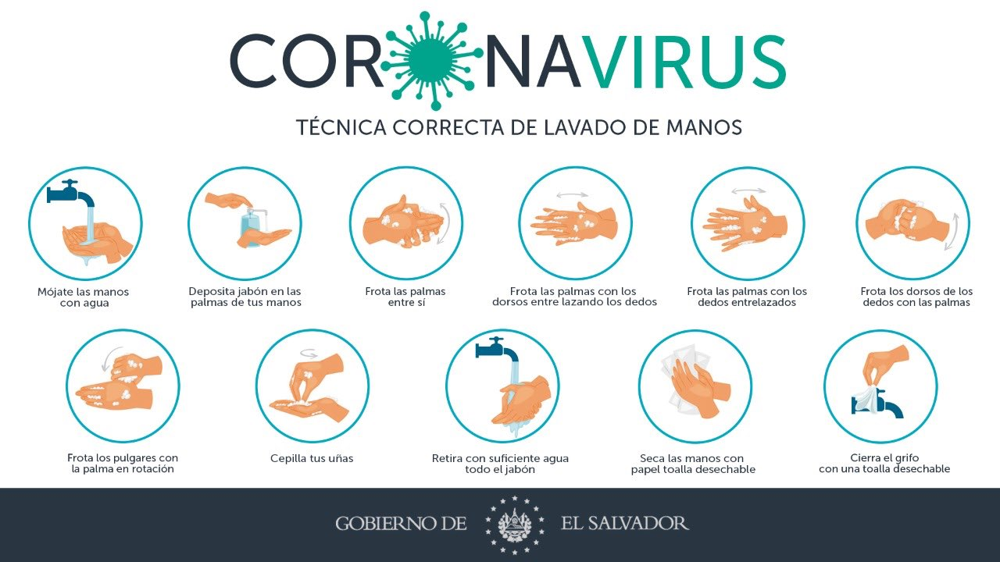 CORONAVIRUS
TÉCNICA CORRECTA DE LAVADO DE MANOS
Mójate las manos
con agua
Deposita jabón en las
palmas de tus manos
Frota las palmas
entre sí
Frota las palmas con los
dorsos entre lazando los dedos
Frota las palmas con los
dedos entrelazados
Frota los dorsos de los
dedos con las palmas
Frota los pulgares con
la palma en rotación
Cepilla tus uñas
Retira con suficiente agua
todo el jabón
Seca las manos con
papel toalla desechable
Cierra el grifo
con una toalla desechable
GOBIERNO DE EL SALVADOR